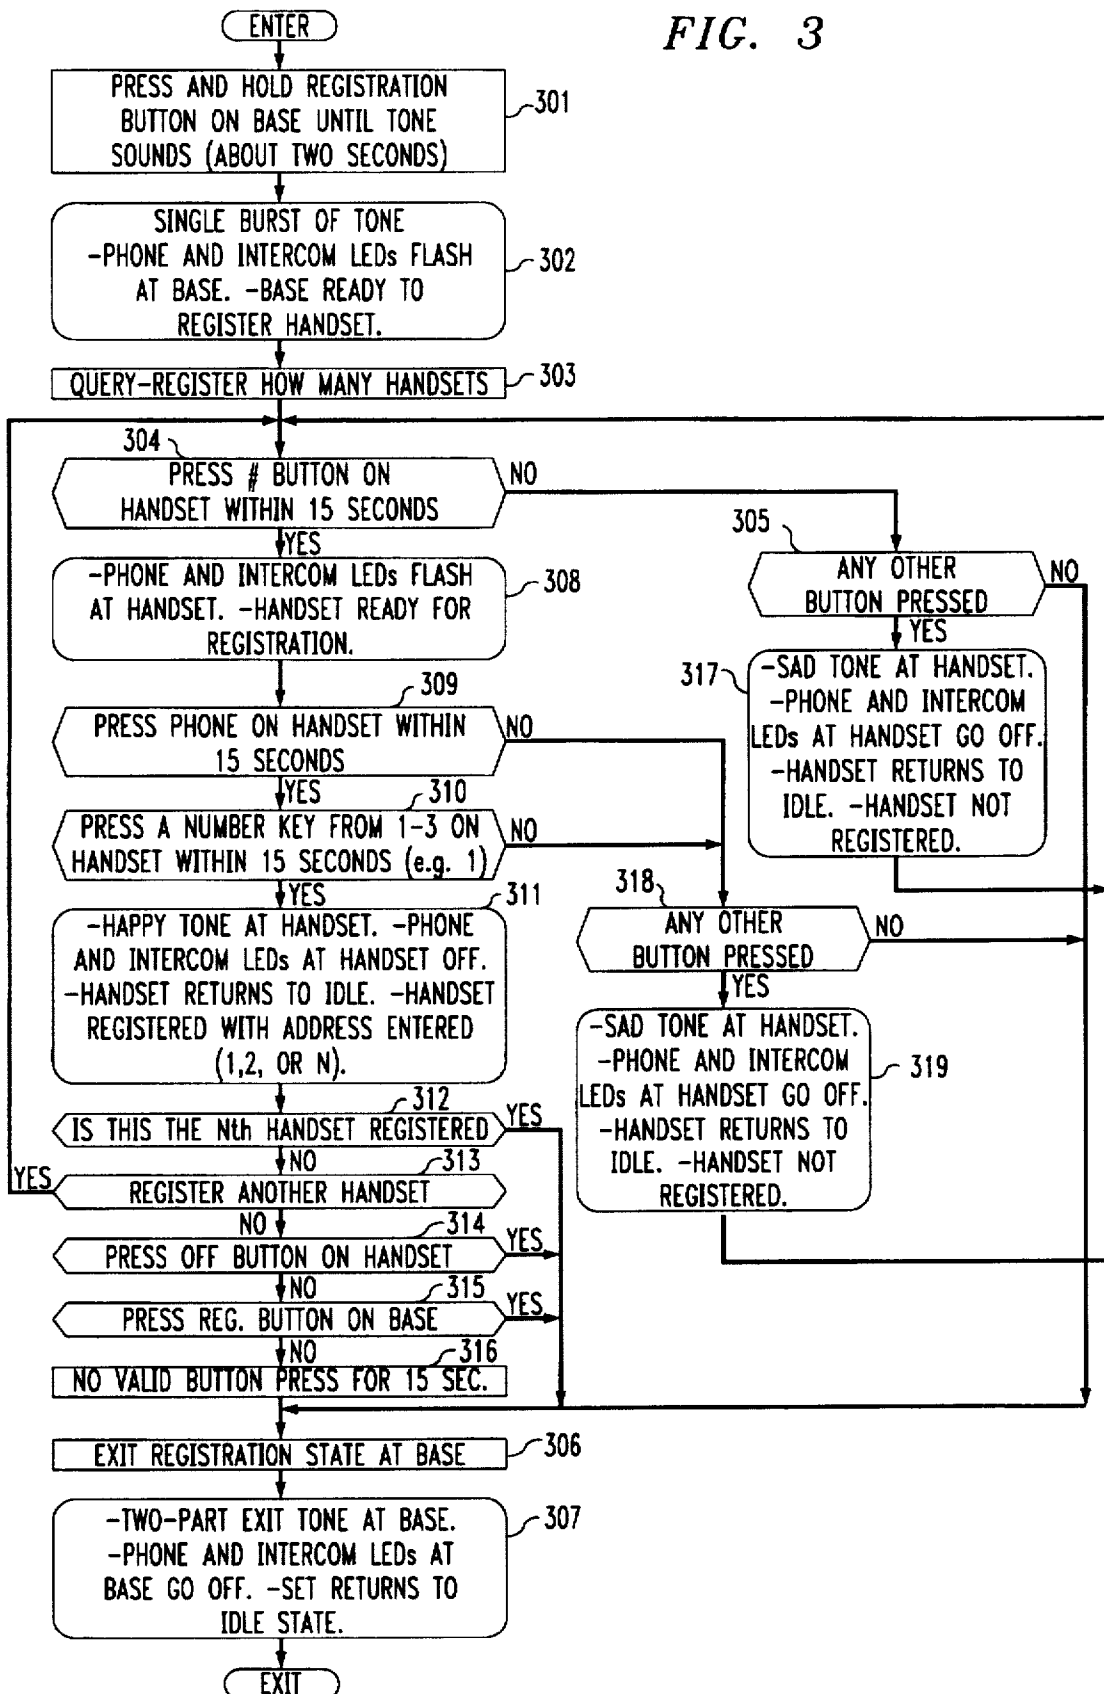 FIG. 3
ENTER
PRESS AND HOLD REGISTRATION
BUTTON ON BASE UNTIL TONE
SOUNDS (ABOUT TWO SECONDS)
301
SINGLE BURST OF TONE
-PHONE AND INTERCOM LEDs FLASH
AT BASE. -BASE READY TO
REGISTER HANDSET.
302
QUERY-REGISTER HOW MANY HANDSETS
303
304
PRESS # BUTTON ON
HANDSET WITHIN 15 SECONDS
NO
YES
305
ANY OTHER
BUTTON PRESSED
NO
YES
-PHONE AND INTERCOM LEDs FLASH
AT HANDSET. -HANDSET READY FOR
REGISTRATION.
308
317
-SAD TONE AT HANDSET.
-PHONE AND INTERCOM
LEDs AT HANDSET GO OFF.
-HANDSET RETURNS TO
IDLE. -HANDSET NOT
REGISTERED.
309
PRESS PHONE ON HANDSET WITHIN
15 SECONDS
NO
YES
310
PRESS A NUMBER KEY FROM 1-3 ON
HANDSET WITHIN 15 SECONDS (e.g. 1)
NO
YES
311
-HAPPY TONE AT HANDSET. -PHONE
AND INTERCOM LEDs AT HANDSET OFF.
-HANDSET RETURNS TO IDLE. -HANDSET
REGISTERED WITH ADDRESS ENTERED
(1,2, OR N).
318
ANY OTHER
BUTTON PRESSED
NO
YES
-SAD TONE AT HANDSET.
-PHONE AND INTERCOM
LEDs AT HANDSET GO OFF.
-HANDSET RETURNS TO
IDLE. -HANDSET NOT
REGISTERED.
319
312
IS THIS THE Nth HANDSET REGISTERED
YES
NO
313
YES
REGISTER ANOTHER HANDSET
NO
314
PRESS OFF BUTTON ON HANDSET
YES
NO
315
PRESS REG. BUTTON ON BASE
YES
NO
316
NO VALID BUTTON PRESS FOR 15 SEC.
EXIT REGISTRATION STATE AT BASE
306
-TWO-PART EXIT TONE AT BASE.
-PHONE AND INTERCOM LEDs AT
BASE GO OFF. -SET RETURNS TO
IDLE STATE.
307
EXIT